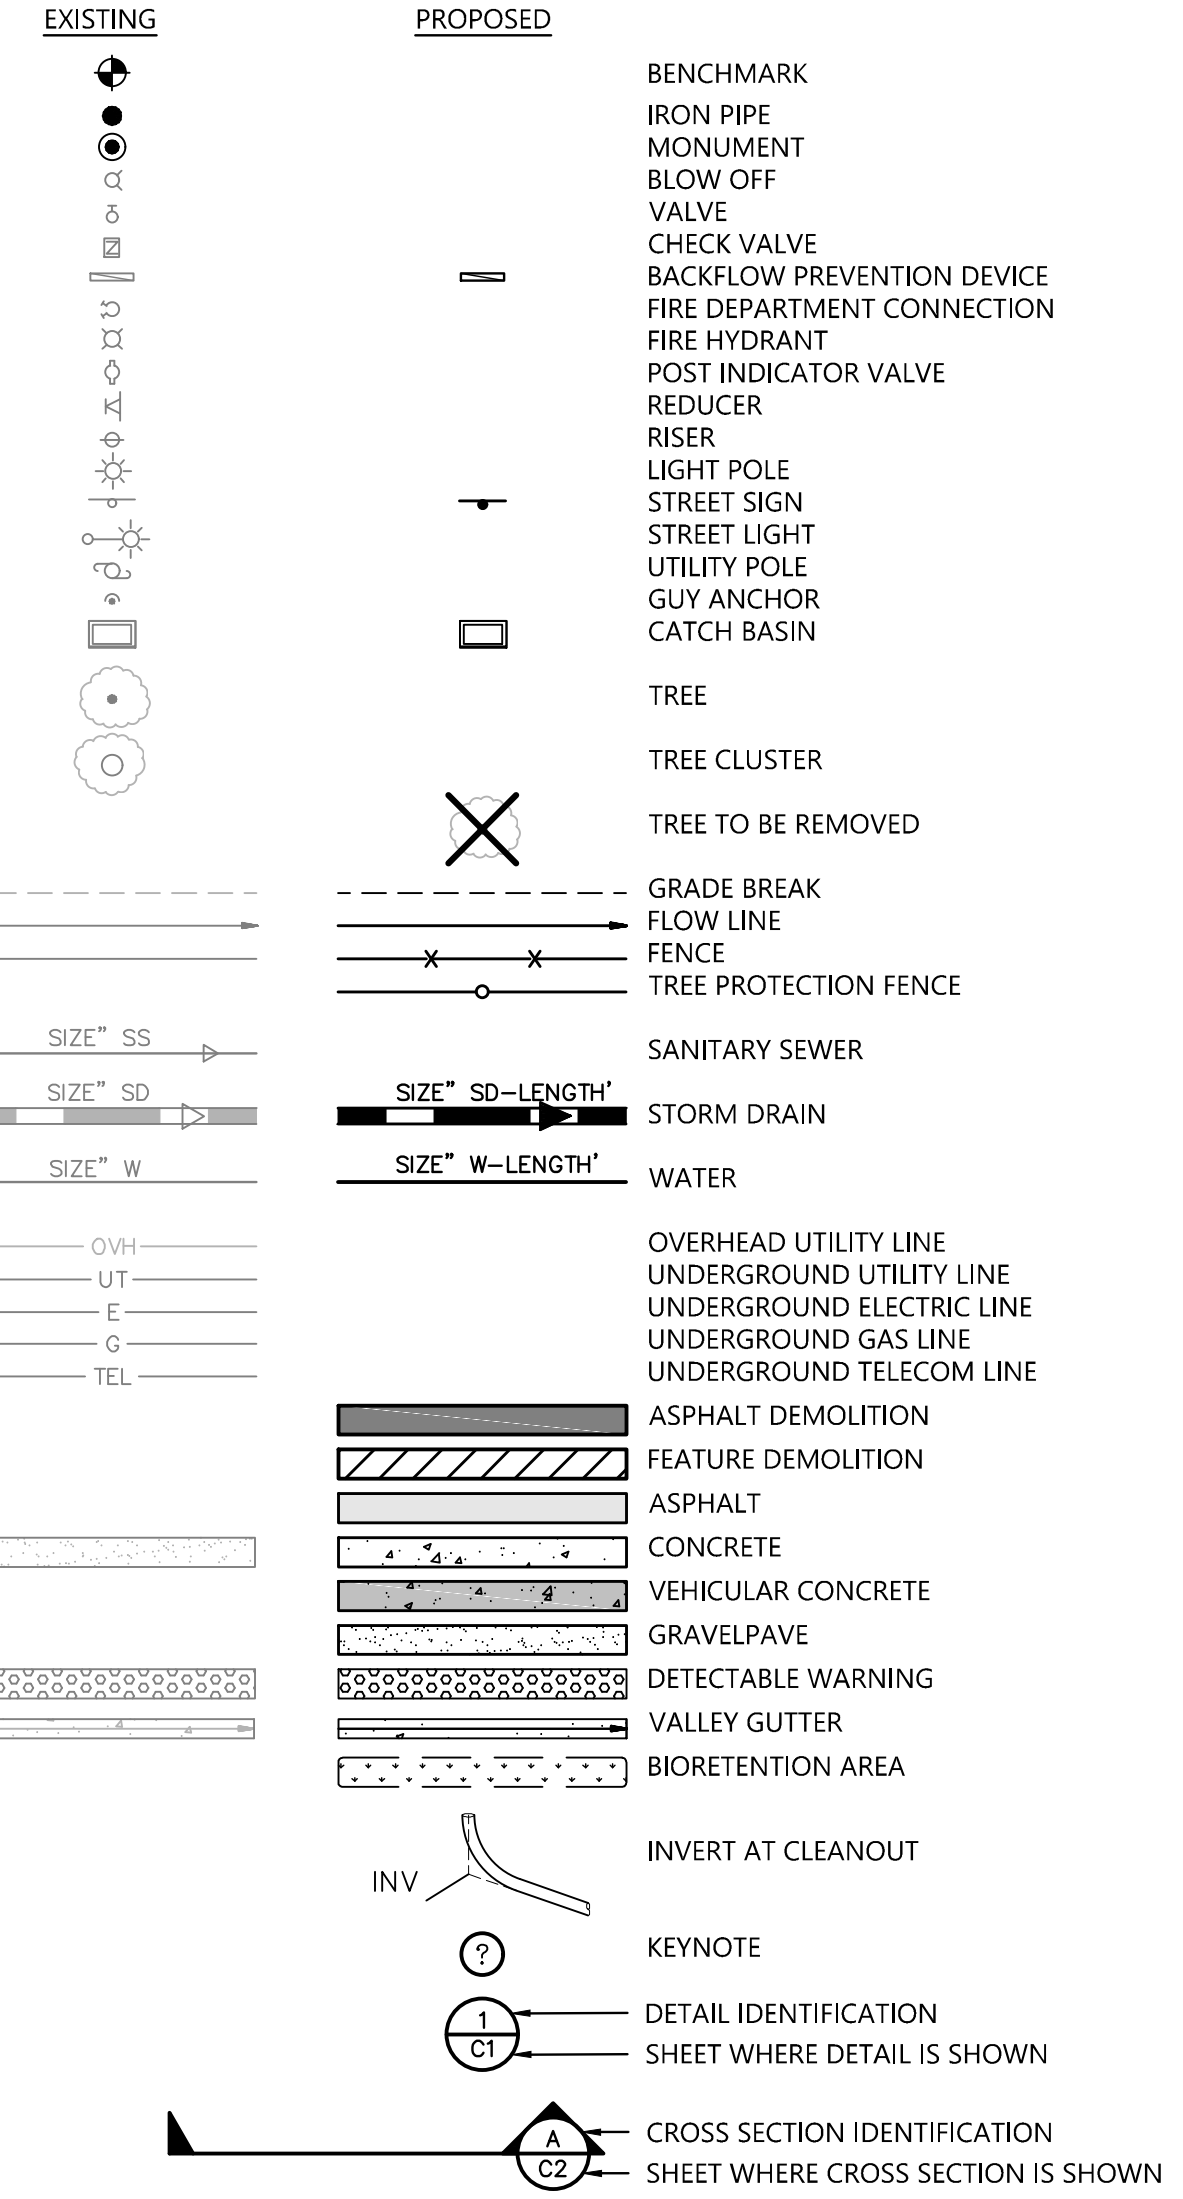 EXISTING PROPOSED
BENCHMARK
IRON PIPE
MONUMENT
BLOW OFF
VALVE
Z CHECK VALVE
BACKFLOW PREVENTION DEVICE
FIRE DEPARTMENT CONNECTION
FIRE HYDRANT
POST INDICATOR VALVE
REDUCER
RISER
LIGHT POLE
STREET SIGN
STREET LIGHT
UTILITY POLE
GUY ANCHOR
CATCH BASIN
TREE
TREE CLUSTER
TREE TO BE REMOVED
GRADE BREAK
FLOW LINE
X X FENCE
TREE PROTECTION FENCE
SIZE” SS SANITARY SEWER
SIZE” SD SIZE” SD-LENGTH' STORM DRAIN
SIZE” W SIZE” W-LENGTH' WATER
OVH OVERHEAD UTILITY LINE
UT UNDERGROUND UTILITY LINE
E UNDERGROUND ELECTRIC LINE
G UNDERGROUND GAS LINE
TEL UNDERGROUND TELECOM LINE
ASPHALT DEMOLITION
FEATURE DEMOLITION
ASPHALT
CONCRETE
VEHICULAR CONCRETE
GRAVELPAVE
DETECTABLE WARNING
VALLEY GUTTER
BIORETENTION AREA
INV INVERT AT CLEANOUT
? KEYNOTE
1 DETAIL IDENTIFICATION
C1 SHEET WHERE DETAIL IS SHOWN
A CROSS SECTION IDENTIFICATION
C2 SHEET WHERE CROSS SECTION IS SHOWN